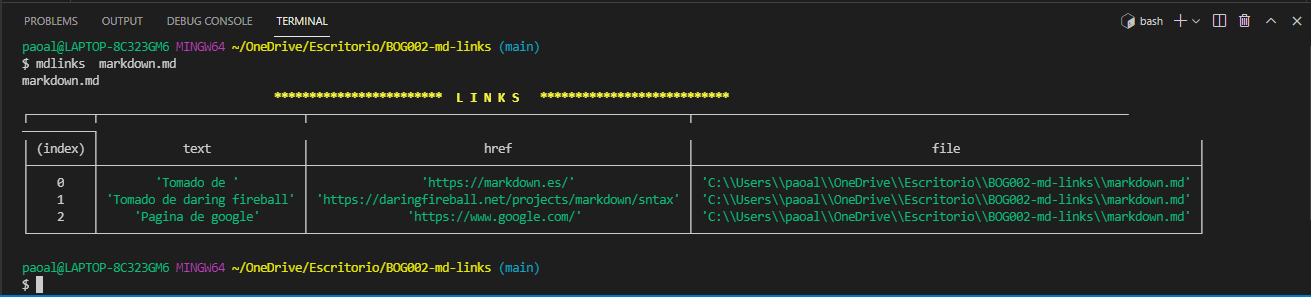 PROBLEMS OUTPUT DEBUG CONSOLE TERMINAL bash
paoal@LAPTOP-8C323GM6 MINGW64 ~/OneDrive/Escritorio/BOG002-md-links (main)
$ mdlinks  markdown.md
markdown.md
************************  L I N K S  ***************************
(index) text href file
0 'Tomado de ' 'https://markdown.es/' 'C:\\Users\\paoal\\OneDrive\\Escritorio\\BOG002-md-links\\markdown.md'
1 'Tomado de daring fireball' 'https://daringfireball.net/projects/markdown/sntax' 'C:\\Users\\paoal\\OneDrive\\Escritorio\\BOG002-md-links\\markdown.md'
2 'Pagina de google' 'https://www.google.com/' 'C:\\Users\\paoal\\OneDrive\\Escritorio\\BOG002-md-links\\markdown.md'
paoal@LAPTOP-8C323GM6 MINGW64 ~/OneDrive/Escritorio/BOG002-md-links (main)
$